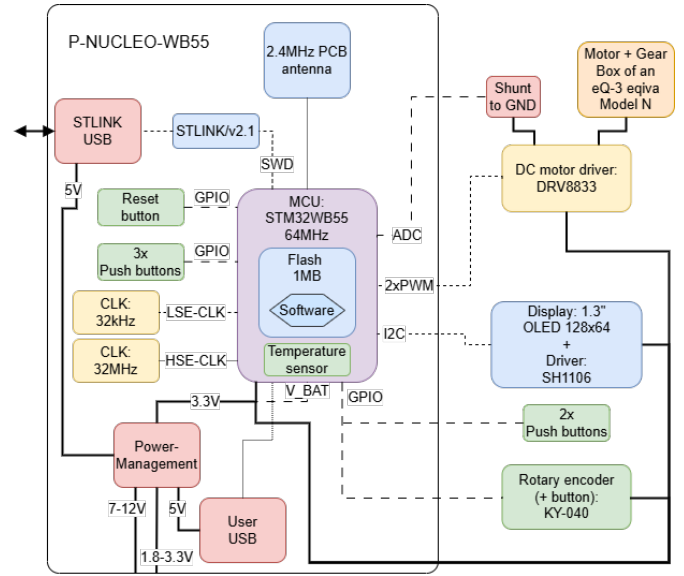 P-NUCLEO-WB55
2.4MHz PCB
antenna
Shunt
to GND
Motor + Gear
Box of an
eQ-3 eqiva
Model N
STLINK
USB
STLINK/v2.1
SWD
5V
DC motor driver:
DRV8833
Reset
button
GPIO
MCU:
STM32WB55
64MHz
ADC
3x
Push buttons
GPIO
Flash
1MB
Software
2xPWM
CLK:
32kHz
LSE-CLK
Display: 1.3"
OLED 128x64
+
Driver:
SH1106
I2C
CLK:
32MHz
HSE-CLK
Temperature
sensor
V_BAT
GPIO
3.3V
2x
Push buttons
Power-
Management
Rotary encoder
(+ button):
KY-040
7-12V
5V
User
USB
1.8-3.3V